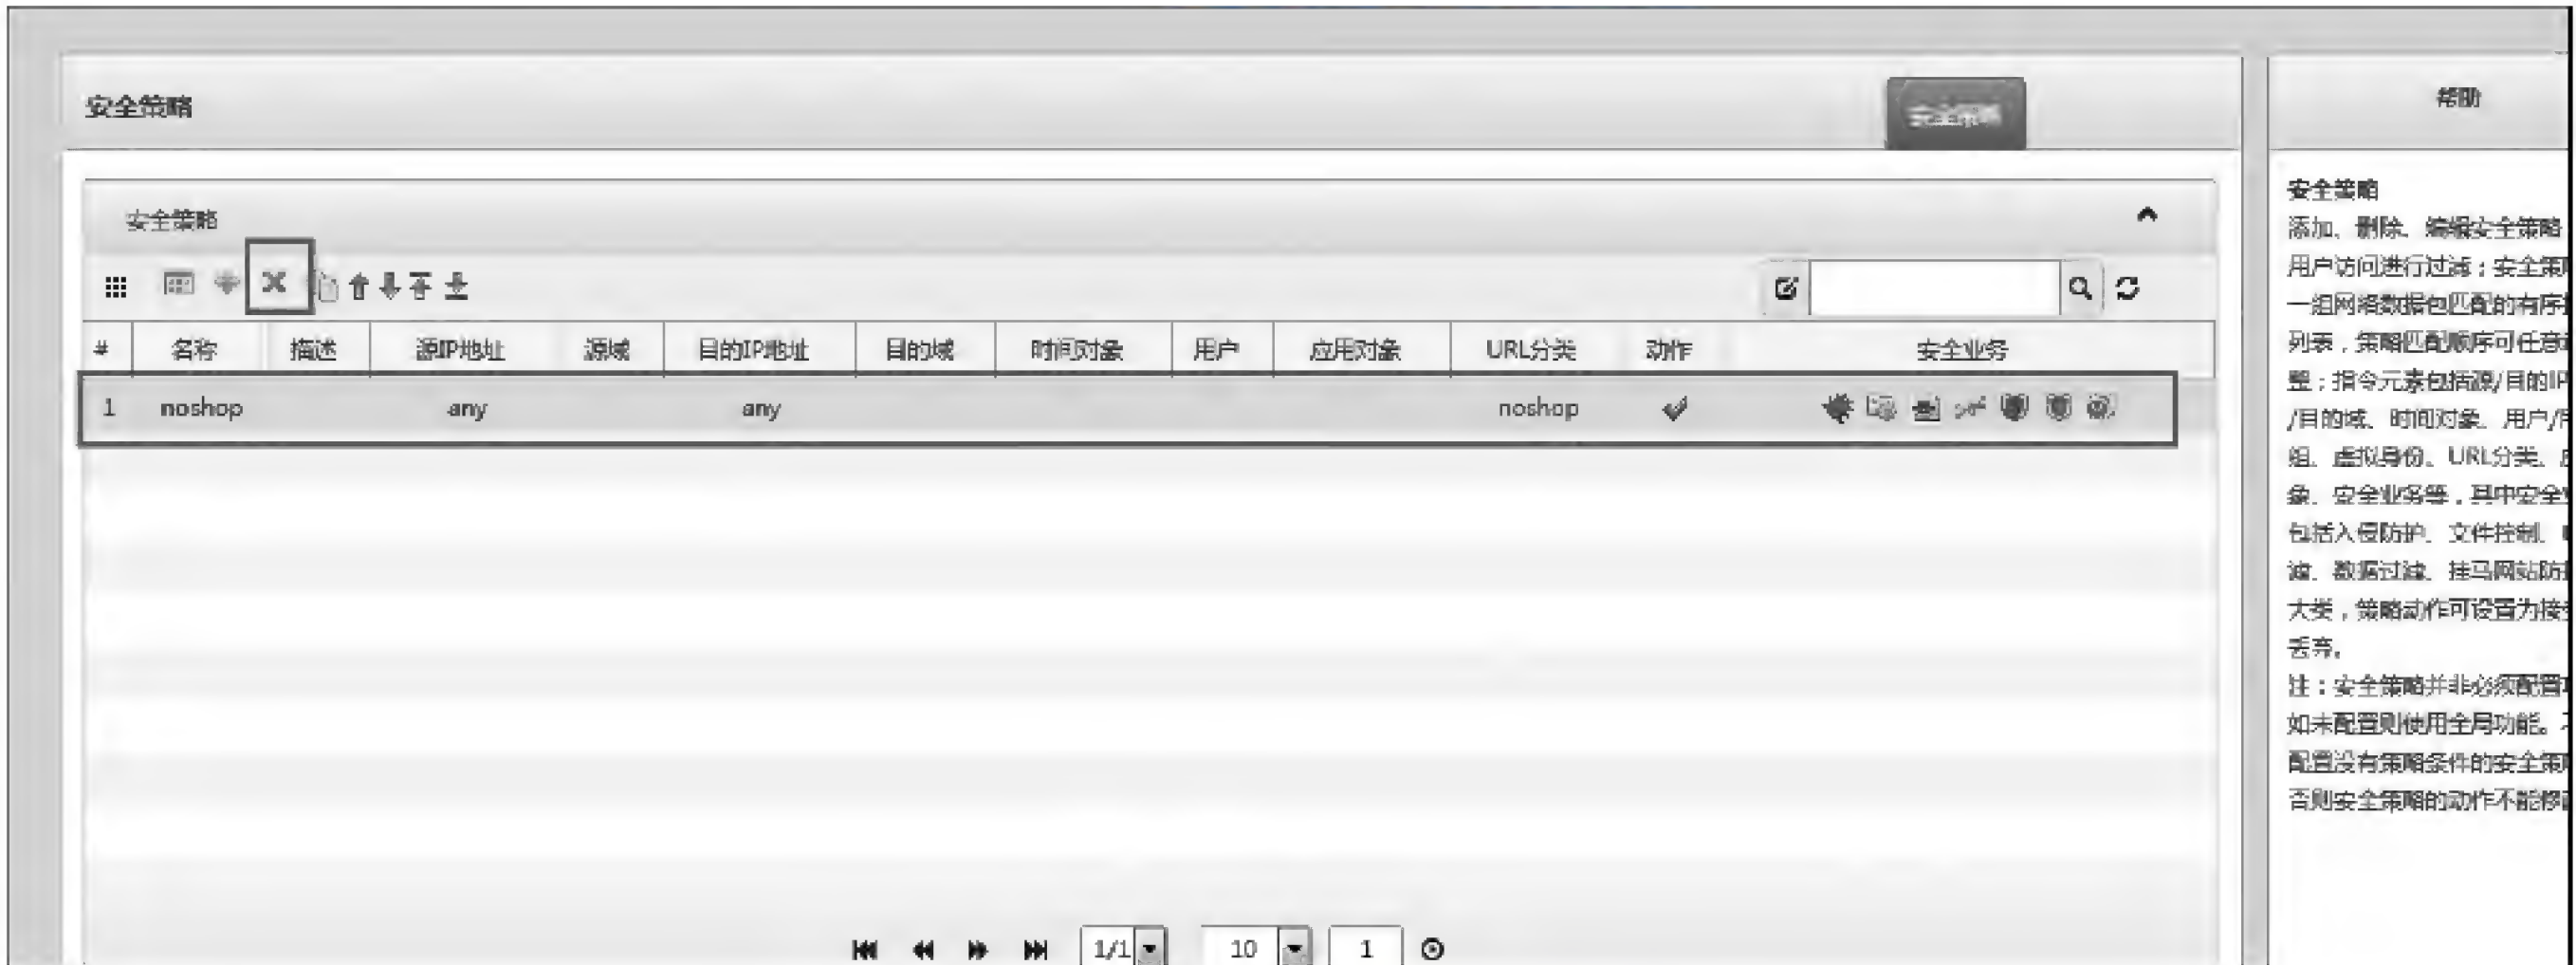 安全策略
安全策略
帮助
安全策略
# 名称 描述 源IP地址 源域 目的IP地址 目的域 时间对象 用户 应用对象 URL分类 动作 安全业务
1 noshop any any noshop
1/1 10 1
安全策略
添加、删除、编辑安全策略
用户访问进行过滤；安全策
一组网络数据包匹配的有序
列表，策略匹配顺序可任意
整；指令元素包括源/目的IP
/目的域、时间对象、用户/
组、虚拟身份、URL分类、
象、安全业务等，其中安全
包括入侵防护、文件控制、
滤、数据过滤、挂马网站防
大类，策略动作可设置为接
丢弃。
注：安全策略并非必须配置
如未配置则使用全局功能。
配置没有策略条件的安全策
否则安全策略的动作不能修